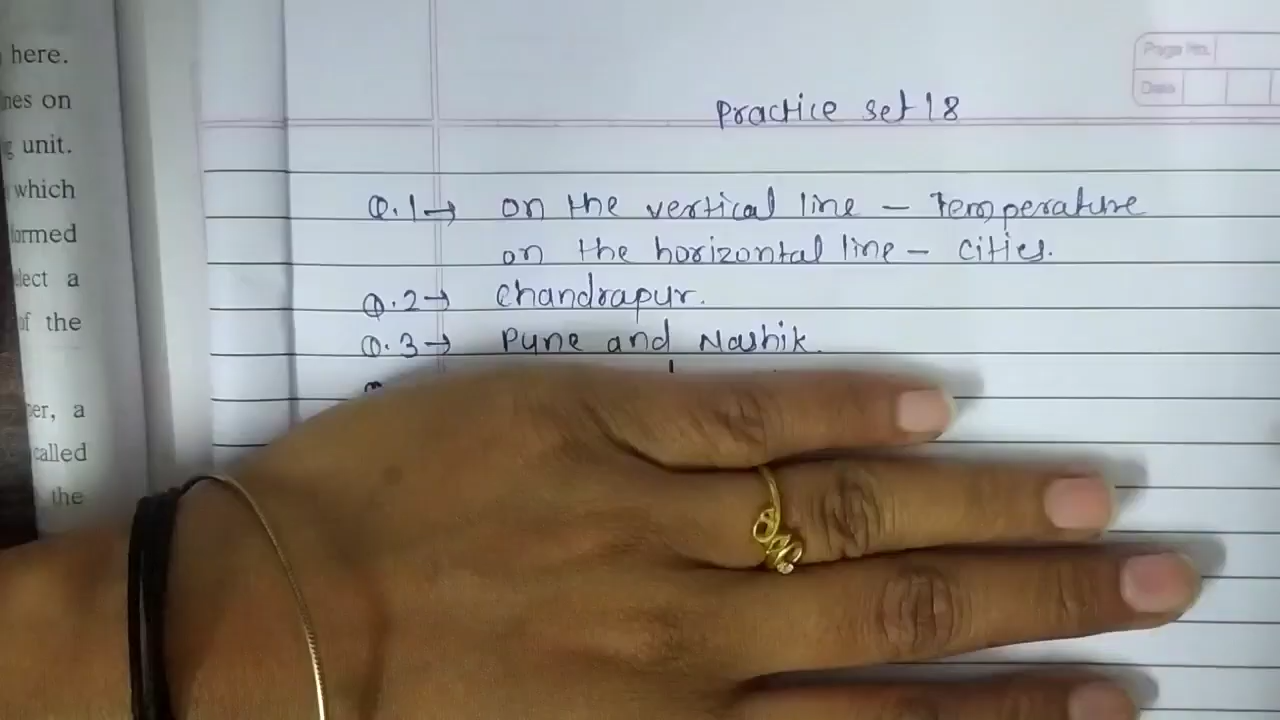 here.
nes on
unit.
which
ormed
lect a
of the
er, a
called
the
Page No.
Date
Practice set 18
Q.1→ on the vertical line – Temperature
on the horizontal line – cities.
Q.2→ Chandrapur.
Q.3→ Pune and Nashik.